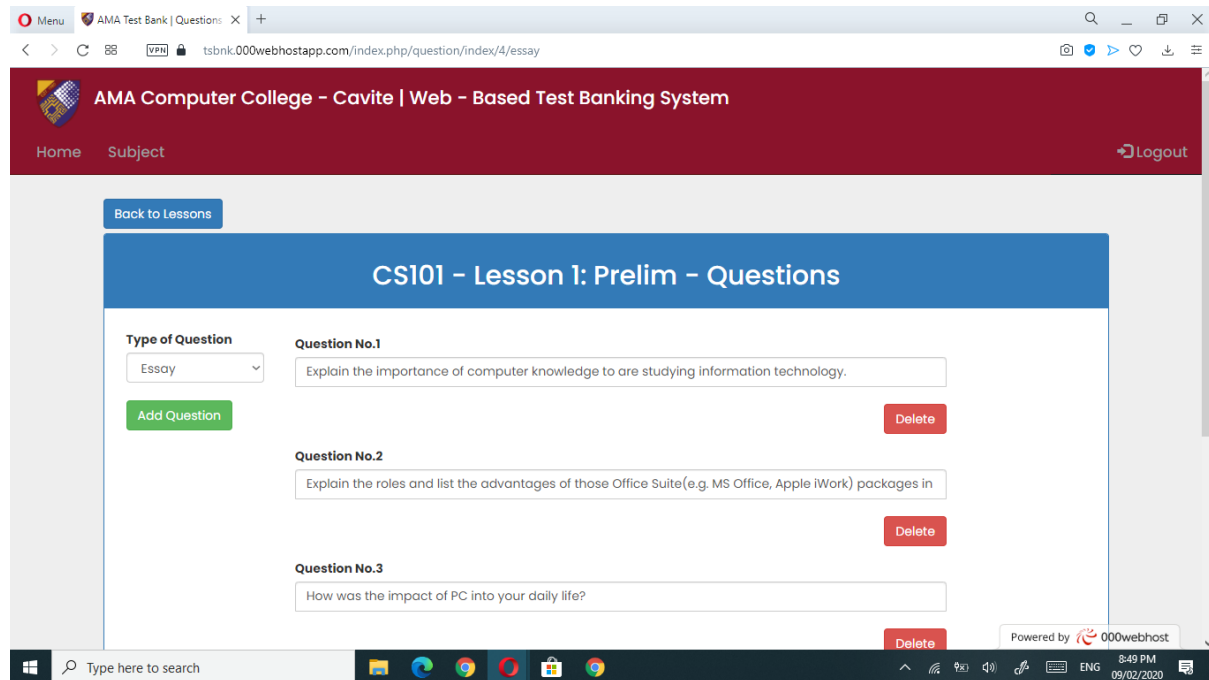 Menu
AMA Test Bank | Questions
VPN
tsbnk.000webhostapp.com/index.php/question/index/4/essay
AMA Computer College - Cavite | Web - Based Test Banking System
Home Subject Logout
Back to Lessons
CS101 - Lesson 1: Prelim - Questions
Type of Question
Essay
Add Question
Question No.1
Explain the importance of computer knowledge to are studying information technology.
Delete
Question No.2
Explain the roles and list the advantages of those Office Suite(e.g. MS Office, Apple iWork) packages in
Delete
Question No.3
How was the impact of PC into your daily life?
Delete
Powered by 000webhost
Type here to search
ENG
8:49 PM
09/02/2020